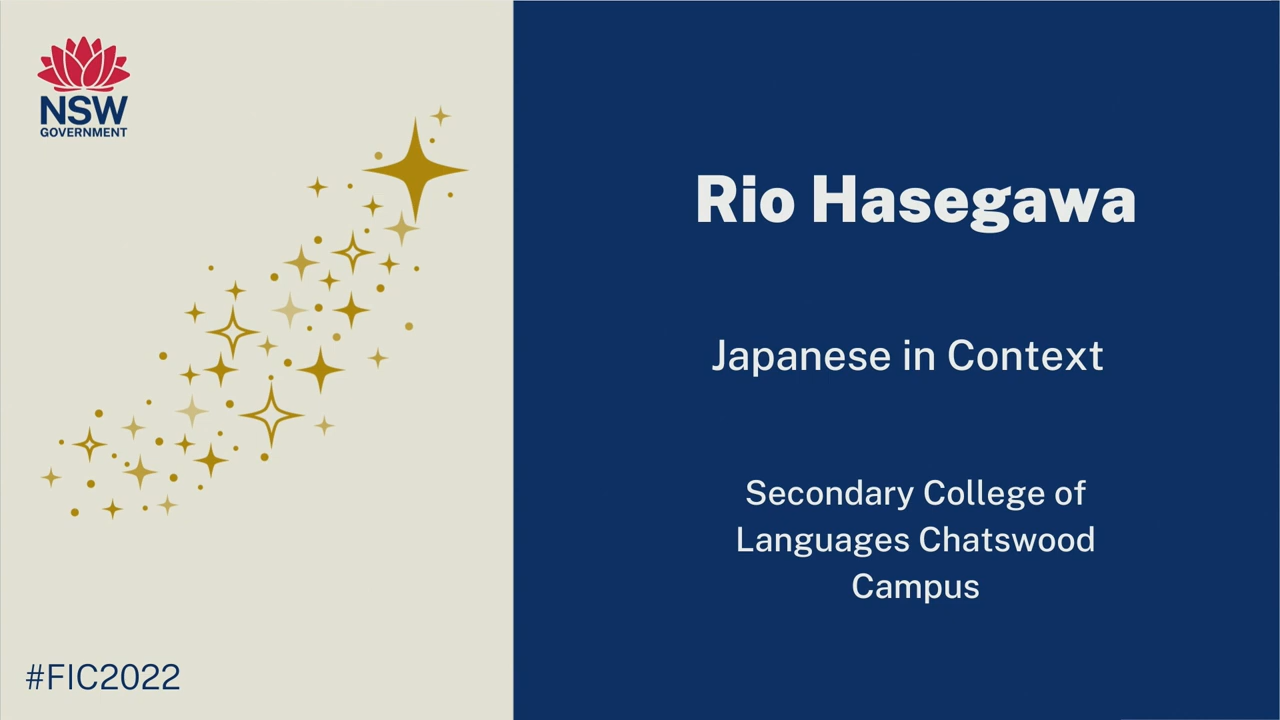 NSW
GOVERNMENT
#FIC2022
Rio Hasegawa
Japanese in Context
Secondary College of
Languages Chatswood
Campus